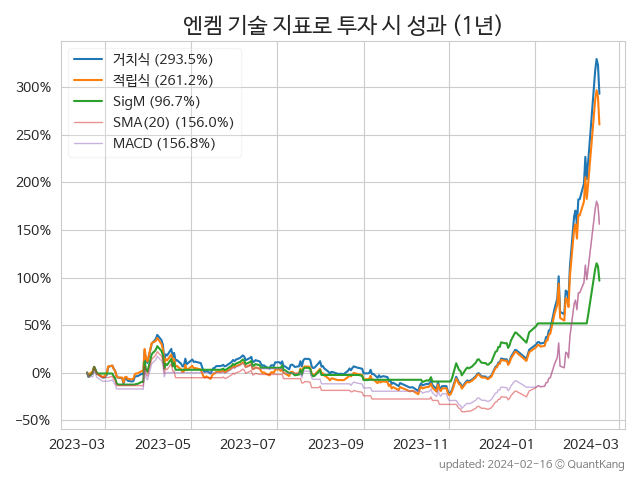 엔켐 기술 지표로 투자 시 성과 (1년)
거치식 (293.5%)
적립식 (261.2%)
SigM (96.7%)
SMA(20) (156.0%)
MACD (156.8%)
300%
250%
200%
150%
100%
50%
0%
−50%
2023-03 2023-05 2023-07 2023-09 2023-11 2024-01 2024-03
updated: 2024-02-16 © QuantKang